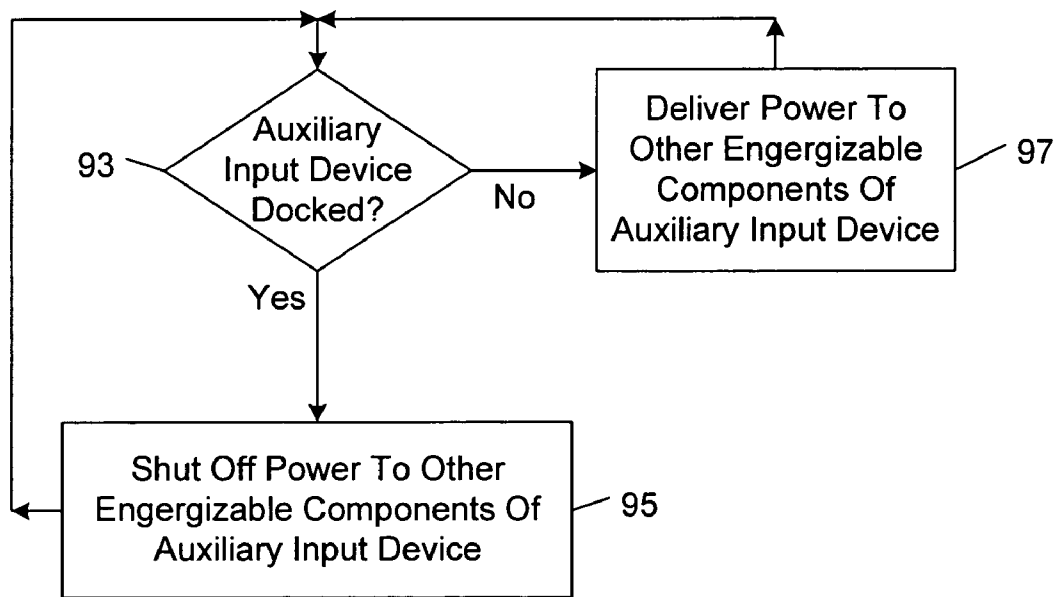 Auxiliary
Input Device
Docked?
93
No
Deliver Power To
Other Engergizable
Components Of
Auxiliary Input Device
97
Yes
Shut Off Power To Other
Engergizable Components Of
Auxiliary Input Device
95